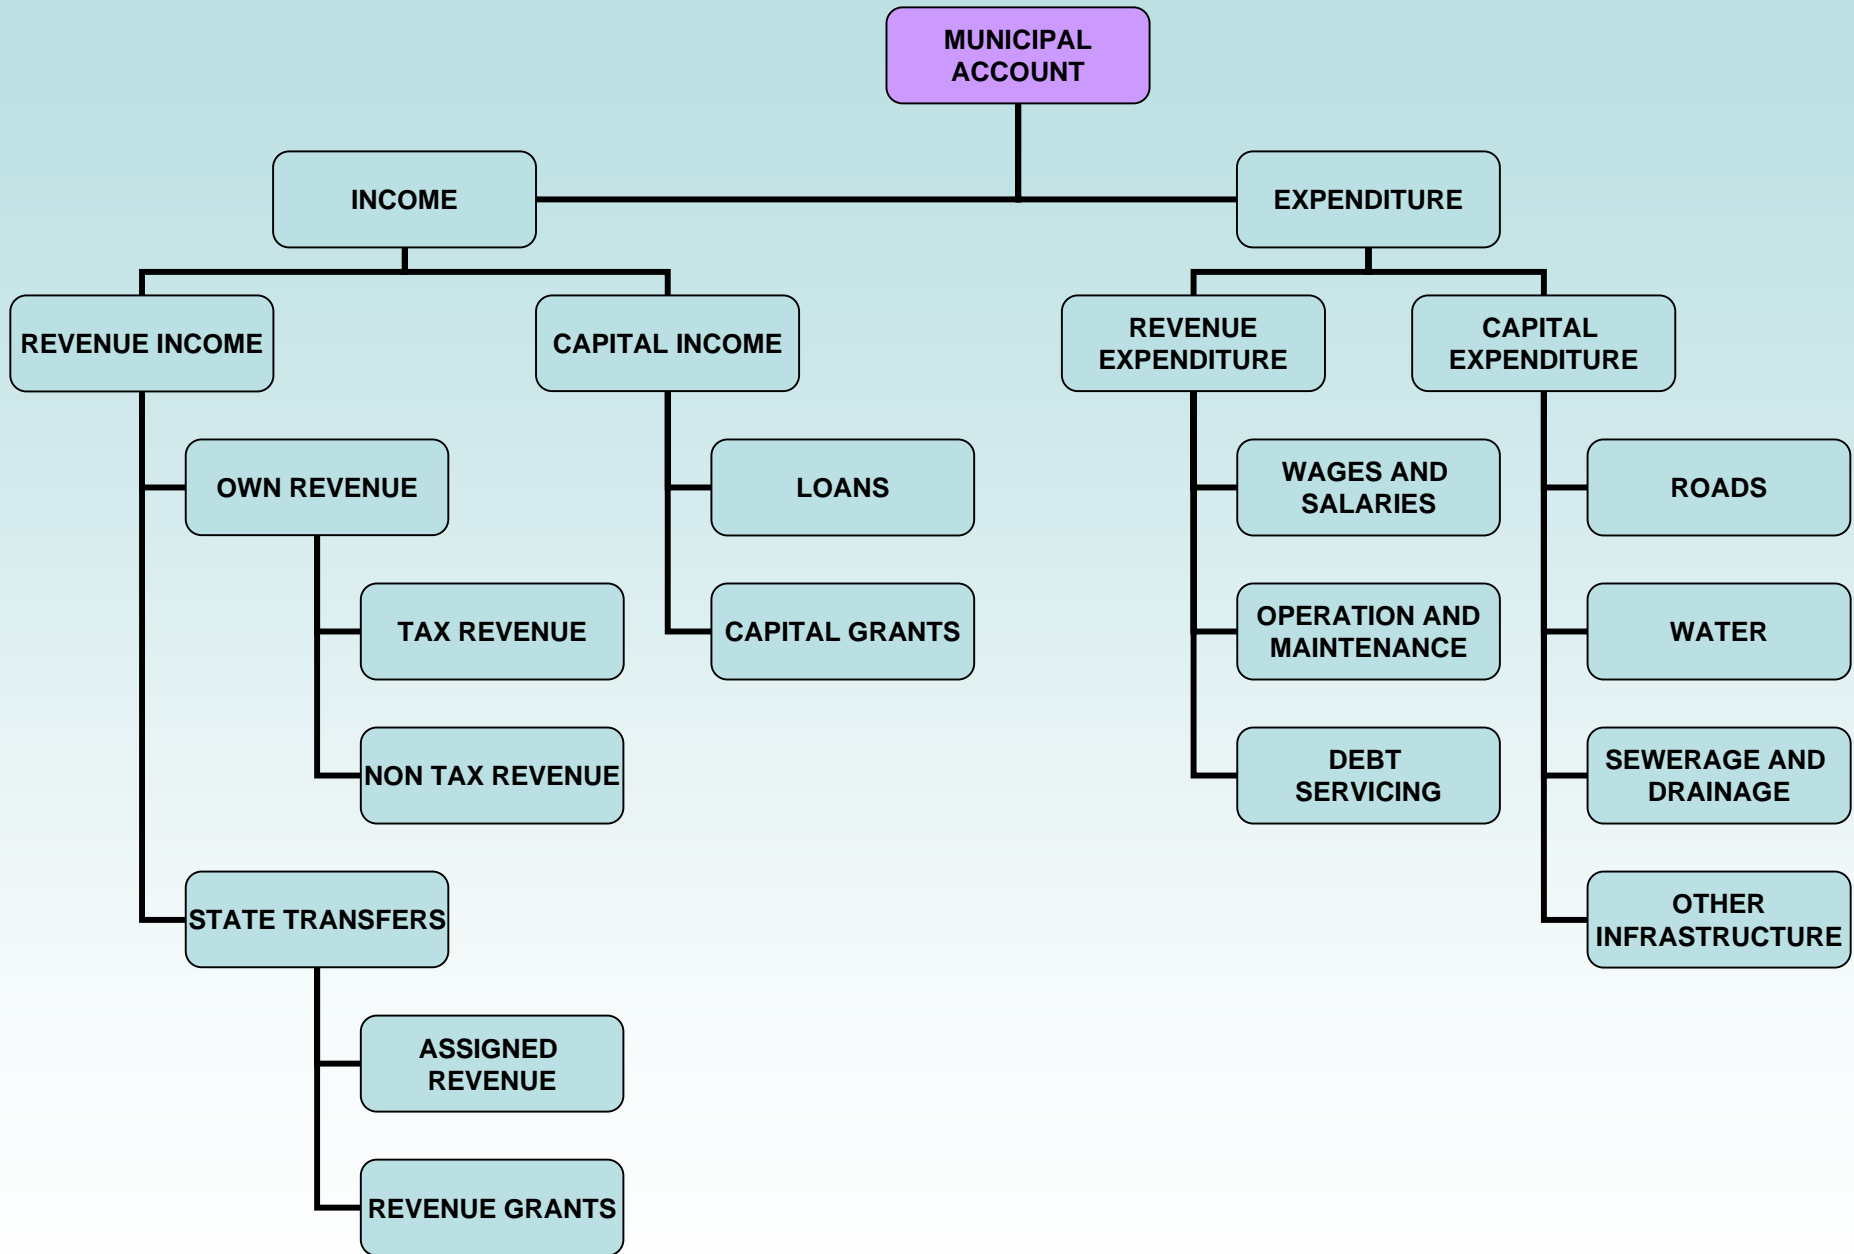 MUNICIPAL
ACCOUNT
INCOME
EXPENDITURE
REVENUE INCOME
CAPITAL INCOME
REVENUE
EXPENDITURE
CAPITAL
EXPENDITURE
OWN REVENUE
LOANS
WAGES AND
SALARIES
ROADS
TAX REVENUE
CAPITAL GRANTS
OPERATION AND
MAINTENANCE
WATER
NON TAX REVENUE
DEBT
SERVICING
SEWERAGE AND
DRAINAGE
STATE TRANSFERS
OTHER
INFRASTRUCTURE
ASSIGNED
REVENUE
REVENUE GRANTS